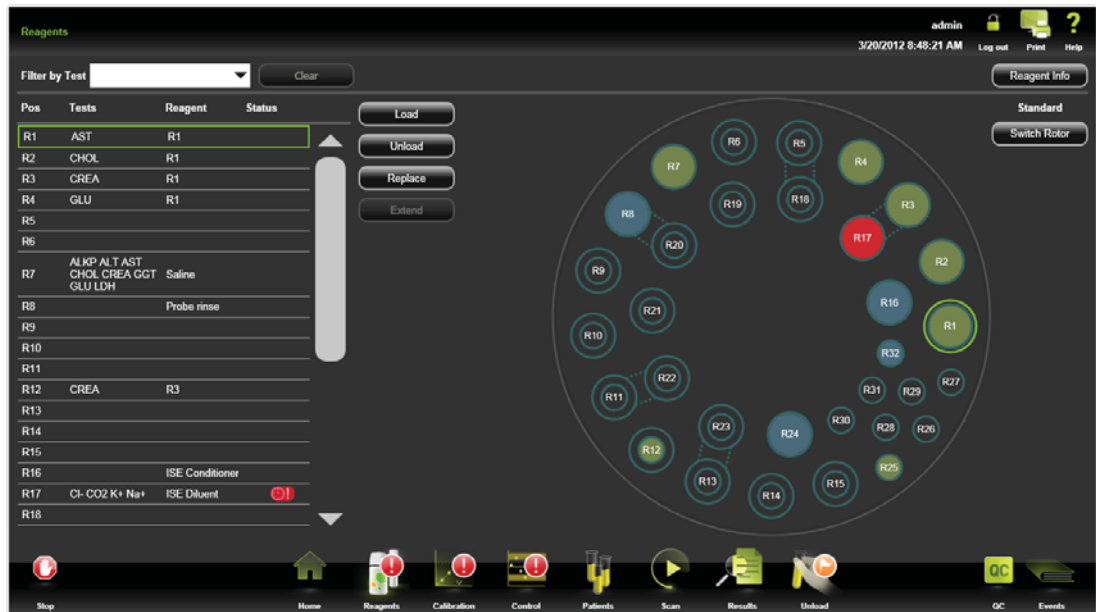 Reagents
admin
3/20/2012 8:48:21 AM
Log out
Print
Help
Filter by Test
Clear
Reagent Info
Pos Tests Reagent Status
R1 AST R1
R2 CHOL R1
R3 CREA R1
R4 GLU R1
R5
R6
ALKP ALT AST
R7 CHOL CREA GGT Saline
GLU LDH
R8 Probe rinse
R9
R10
R11
R12 CREA R3
R13
R14
R15
R16 ISE Conditioner
R17 Cl- CO2 K+ Na+ ISE Diluent
R18
Load
Unload
Replace
Extend
Standard
Switch Rotor
R6
R5
R7
R4
R19
R18
R3
R8
R17
R20
R2
R9
R16
R21
R1
R10
R32
R22
R31
R29
R27
R11
R23
R30
R28
R26
R24
R12
R25
R13
R15
R14
QC
Stop
Home
Reagents
Calibration
Control
Patients
Scan
Results
Unload
QC
Events